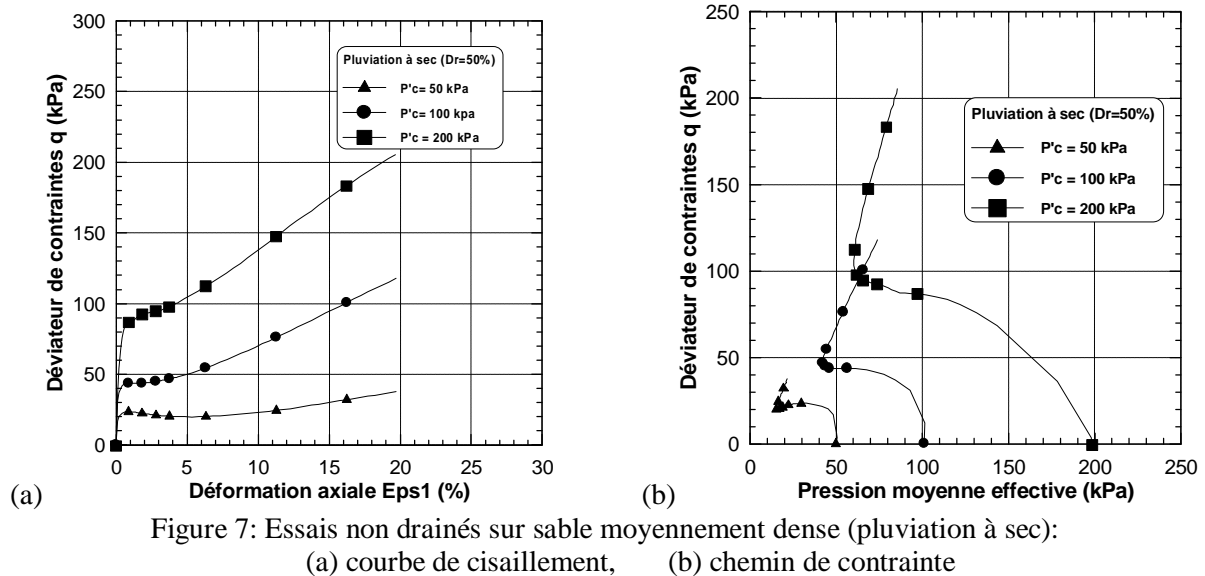 300
250
200
150
100
50
0
0 5 10 15 20 25 30
Déviateur de contraintes q (kPa)
Déformation axiale Eps1 (%)
Pluviation à sec (Dr=50%)
P'c= 50 kPa
P'c= 100 kpa
P'c = 200 kPa
(a)
250
200
150
100
50
0
0 50 100 150 200 250
Déviateur de contraintes q (kPa)
Pression moyenne effective (kPa)
Pluviation à sec (Dr=50%)
P'c = 50 kPa
P'c = 100 kPa
P'c = 200 kPa
(b)
Figure 7: Essais non drainés sur sable moyennement dense (pluviation à sec):
(a) courbe de cisaillement, (b) chemin de contrainte